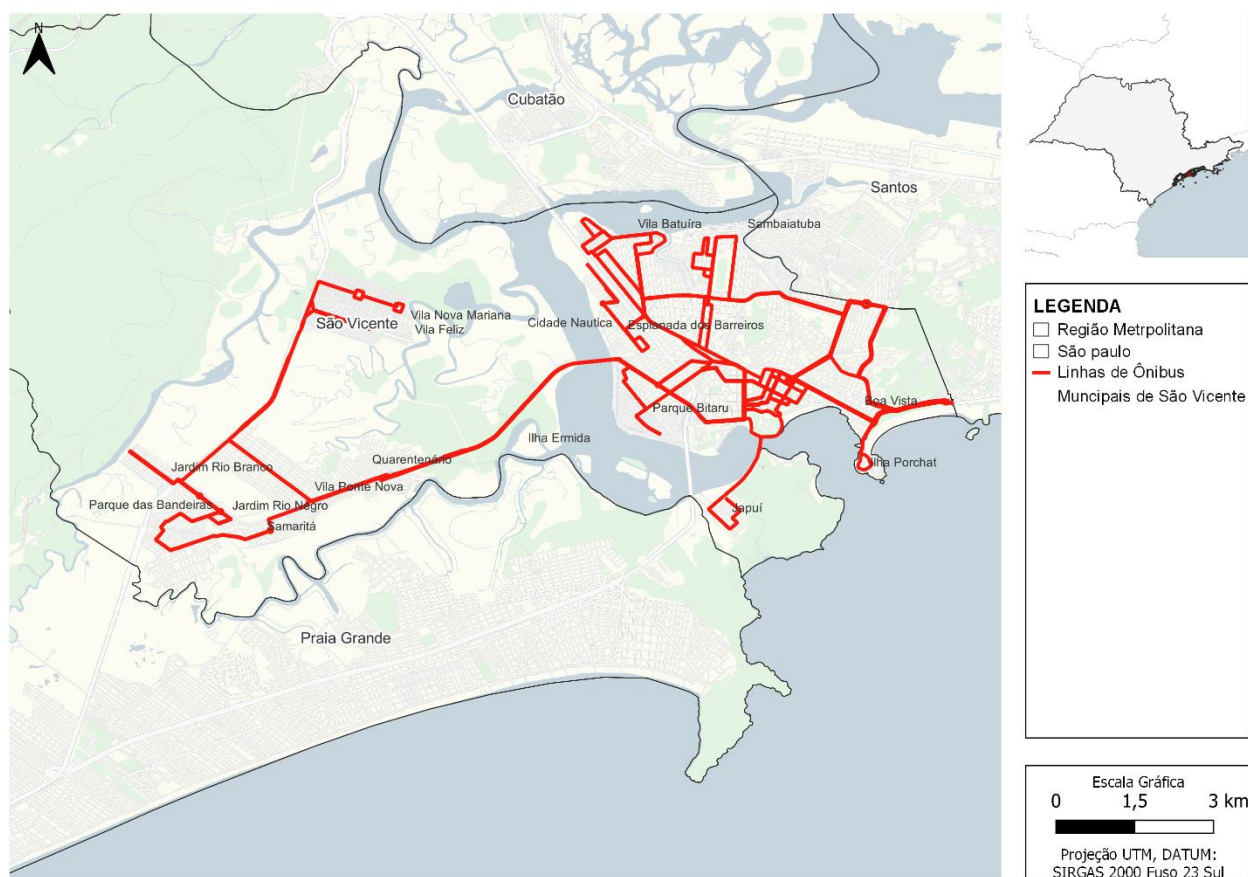 N
Cubatão
Santos
Vila Batuíra
Sambaiatuba
São Vicente
Vila Nova Mariana
Vila Feliz
Cidade Nautica
Esplanada dos Barreiros
Parque Bitaru
Boa Vista
Ilha Ermida
Ilha Porchat
Quarentenário
Jardim Rio Branco
Vila Ponte Nova
Parque das Bandeiras
Jardim Rio Negro
Samaritá
Japuí
Praia Grande
LEGENDA
Região Metrpolitana
São paulo
Linhas de Ônibus
Muncipais de São Vicente
Escala Gráfica
0 1,5 3 km
Projeção UTM, DATUM:
SIRGAS 2000 Fuso 23 Sul